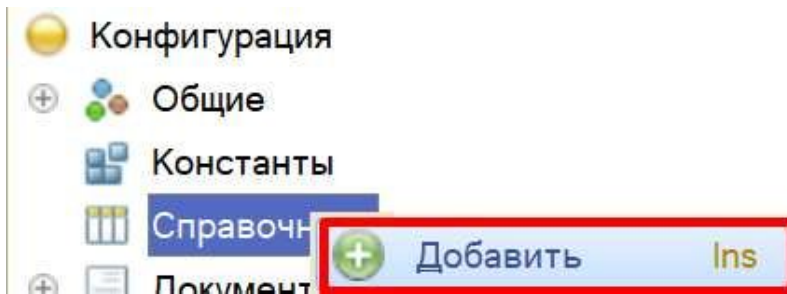 Конфигурация
Общие
Константы
Справочн
Добавить Ins
Документ